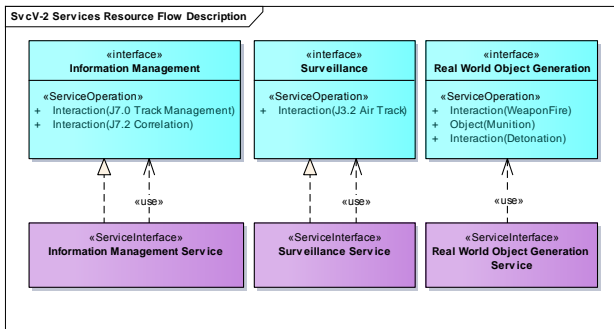 SvcV-2 Services Resource Flow Description
«interface»
Information Management
«ServiceOperation»
+ Interaction(J7.0 Track Management)
+ Interaction(J7.2 Correlation)
«interface»
Surveillance
«ServiceOperation»
+ Interaction(J3.2 Air Track)
«interface»
Real World Object Generation
«ServiceOperation»
+ Interaction(WeaponFire)
+ Object(Munition)
+ Interaction(Detonation)
«use»
«use»
«use»
«ServiceInterface»
Information Management Service
«ServiceInterface»
Surveillance Service
«ServiceInterface»
Real World Object Generation
Service